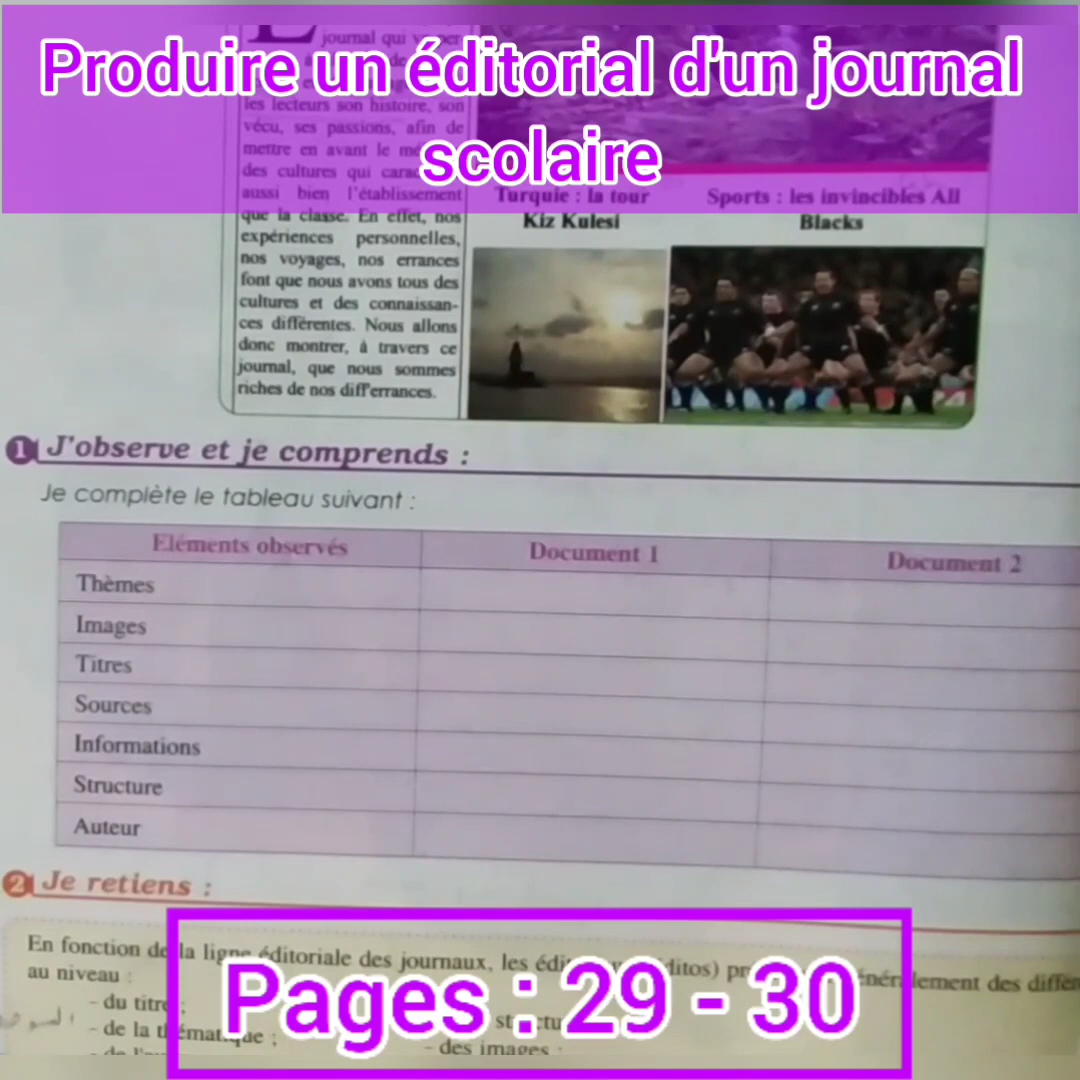 Produire un éditorial d'un journal
scolaire
journal qui
les lecteurs son histoire, son
vécu, ses passions, afin de
mettre en avant le
des cultures qui
aussi bien l'établissement
que la classe. En effet, nos
expériences personnelles,
nos voyages, nos errances
font que nous avons tous des
cultures et des connaissan-
ces différentes. Nous allons
donc montrer, à travers ce
journal, que nous sommes
riches de nos diff'errances.
Turquie : la tour
Kiz Kulesi
Sports : les invincibles All
Blacks
1 J'observe et je comprends :
Je complète le tableau suivant :
Eléments observés Document 1 Document 2
Thèmes
Images
Titres
Sources
Informations
Structure
Auteur
2 Je retiens :
En fonction de la ligne éditoriale des journaux, les
au niveau :
- du titre ;
- de la thématique ;
- des images ;
Pages : 29 - 30